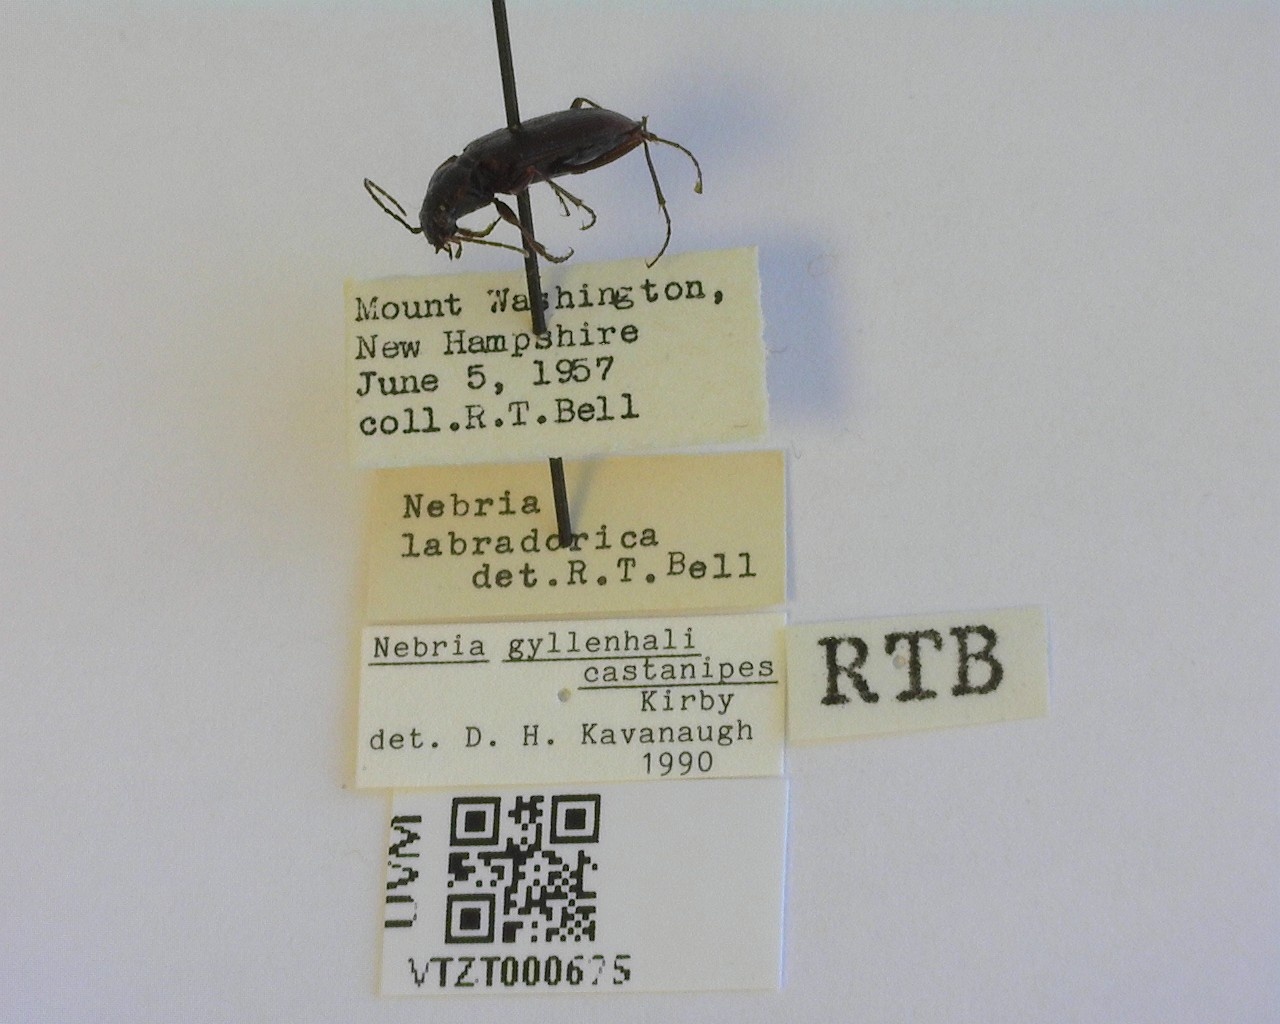 Mount Washington,
New Hampshire
June 5, 1957
coll.R.T.Bell
Nebria
labradorica
det.R.T.Bell
Nebria gyllenhali
castanipes
Kirby
det. D. H. Kavanaugh
1990
RTB
UVM